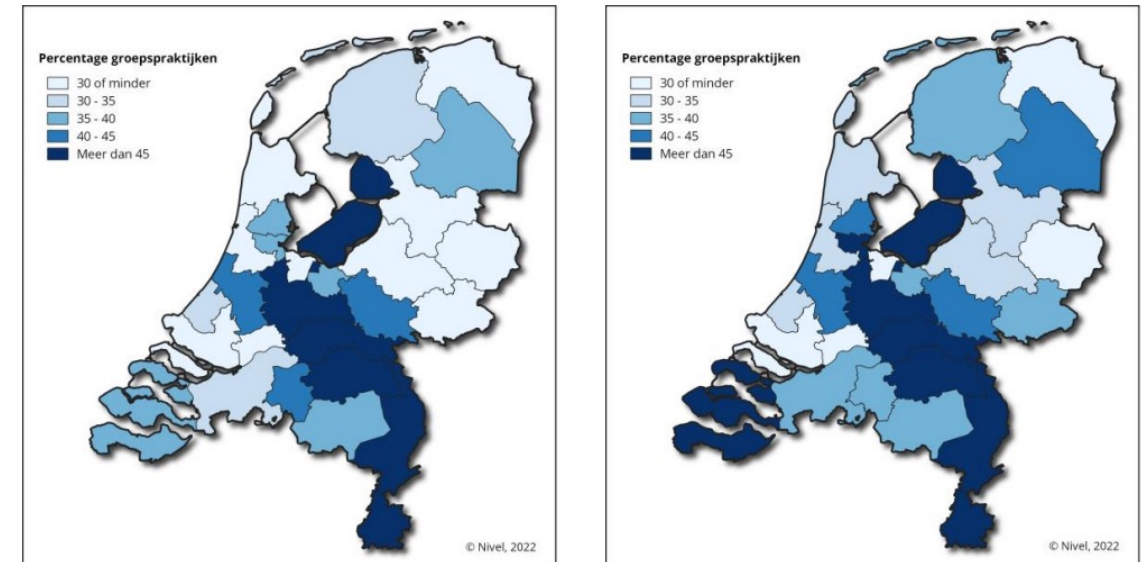 Percentage groepspraktijken
30 of minder
30 - 35
35 - 40
40 - 45
Meer dan 45
© Nivel, 2022
Percentage groepspraktijken
30 of minder
30 - 35
35 - 40
40 - 45
Meer dan 45
© Nivel, 2022